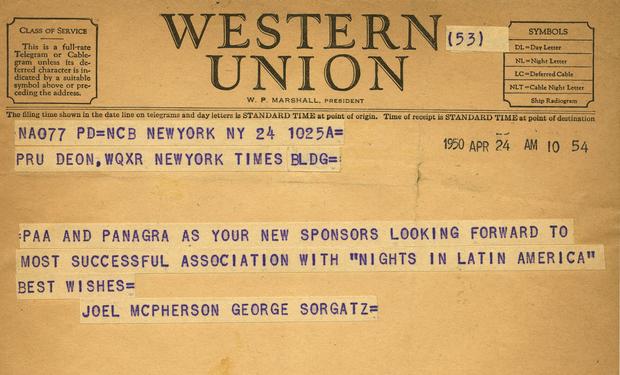 CLASS OF SERVICE
This is a full-rate
Telegram or Cable-
gram unless its de-
ferred character is in-
dicated by a suitable
symbol above or pre-
ceding the address.
WESTERN
UNION
W. P. MARSHALL, PRESIDENT
(53)
SYMBOLS
DL=Day Letter
NL=Night Letter
LC=Deferred Cable
NLT=Cable Night Letter
Ship Radiogram
The filing time shown in the date line on telegrams and day letters is STANDARD TIME at point of origin. Time of receipt is STANDARD TIME at point of destination
NA077 PD=NCB NEWYORK NY 24 1025A=
1950 APR 24 AM 10 54
PRU DEON,WQXR NEWYORK TIMES BLDG=
:PAA AND PANAGRA AS YOUR NEW SPONSORS LOOKING FORWARD TO
MOST SUCCESSFUL ASSOCIATION WITH "NIGHTS IN LATIN AMERICA"
BEST WISHES=
JOEL MCPHERSON GEORGE SORGATZ=